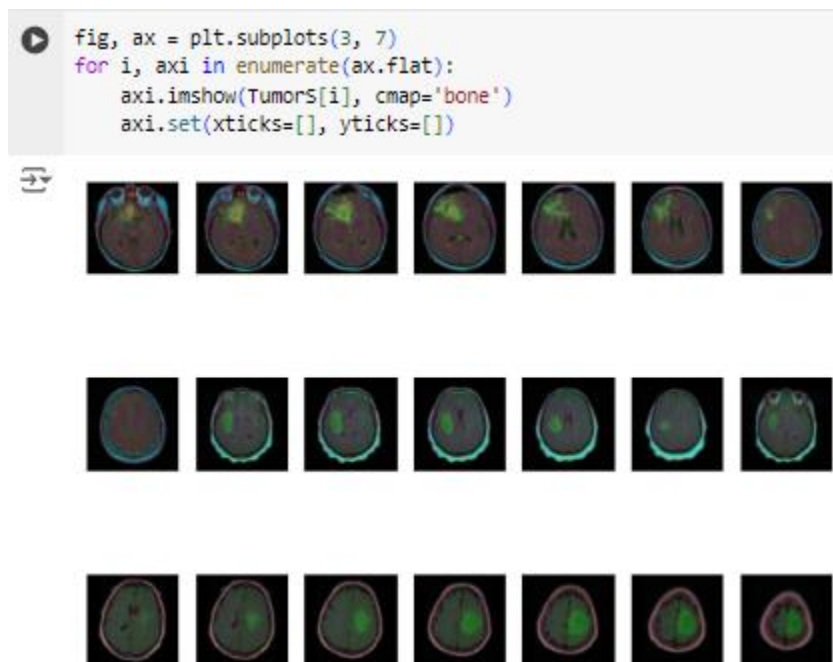 fig, ax = plt.subplots(3, 7)
for i, axi in enumerate(ax.flat):
    axi.imshow(TumorS[i], cmap='bone')
    axi.set(xticks=[], yticks=[])